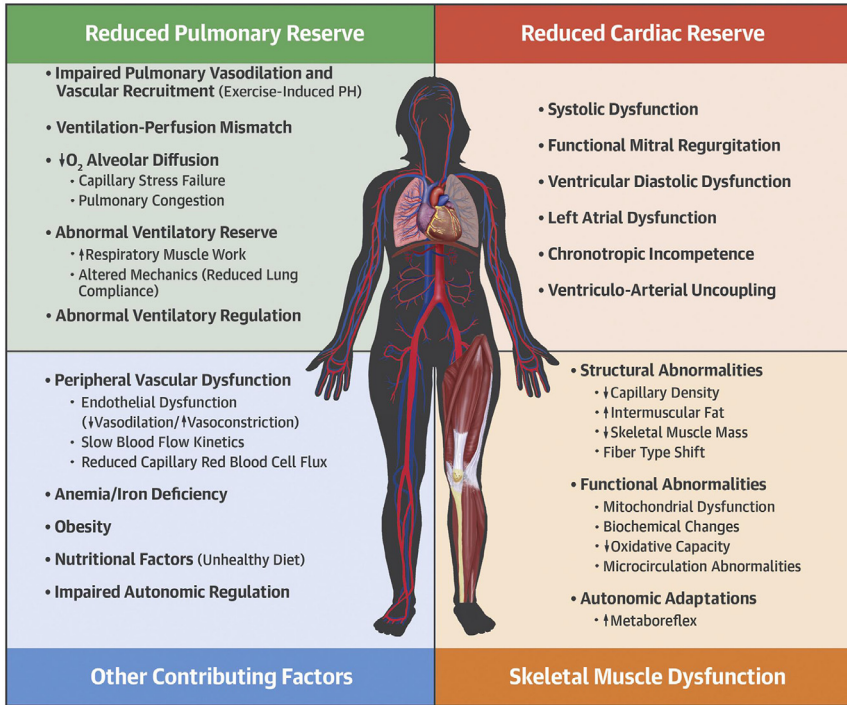 Reduced Pulmonary Reserve
• Impaired Pulmonary Vasodilation and
Vascular Recruitment (Exercise-Induced PH)
• Ventilation-Perfusion Mismatch
• ↓O₂ Alveolar Diffusion
• Capillary Stress Failure
• Pulmonary Congestion
• Abnormal Ventilatory Reserve
• ↑Respiratory Muscle Work
• Altered Mechanics (Reduced Lung
Compliance)
• Abnormal Ventilatory Regulation
Reduced Cardiac Reserve
• Systolic Dysfunction
• Functional Mitral Regurgitation
• Ventricular Diastolic Dysfunction
• Left Atrial Dysfunction
• Chronotropic Incompetence
• Ventriculo-Arterial Uncoupling
• Peripheral Vascular Dysfunction
• Endothelial Dysfunction
(↓Vasodilation/↑Vasoconstriction)
• Slow Blood Flow Kinetics
• Reduced Capillary Red Blood Cell Flux
• Anemia/Iron Deficiency
• Obesity
• Nutritional Factors (Unhealthy Diet)
• Impaired Autonomic Regulation
Other Contributing Factors
• Structural Abnormalities
• ↓Capillary Density
• ↑Intermuscular Fat
• ↓Skeletal Muscle Mass
• Fiber Type Shift
• Functional Abnormalities
• Mitochondrial Dysfunction
• Biochemical Changes
• ↓Oxidative Capacity
• Microcirculation Abnormalities
• Autonomic Adaptations
• ↑Metaboreflex
Skeletal Muscle Dysfunction